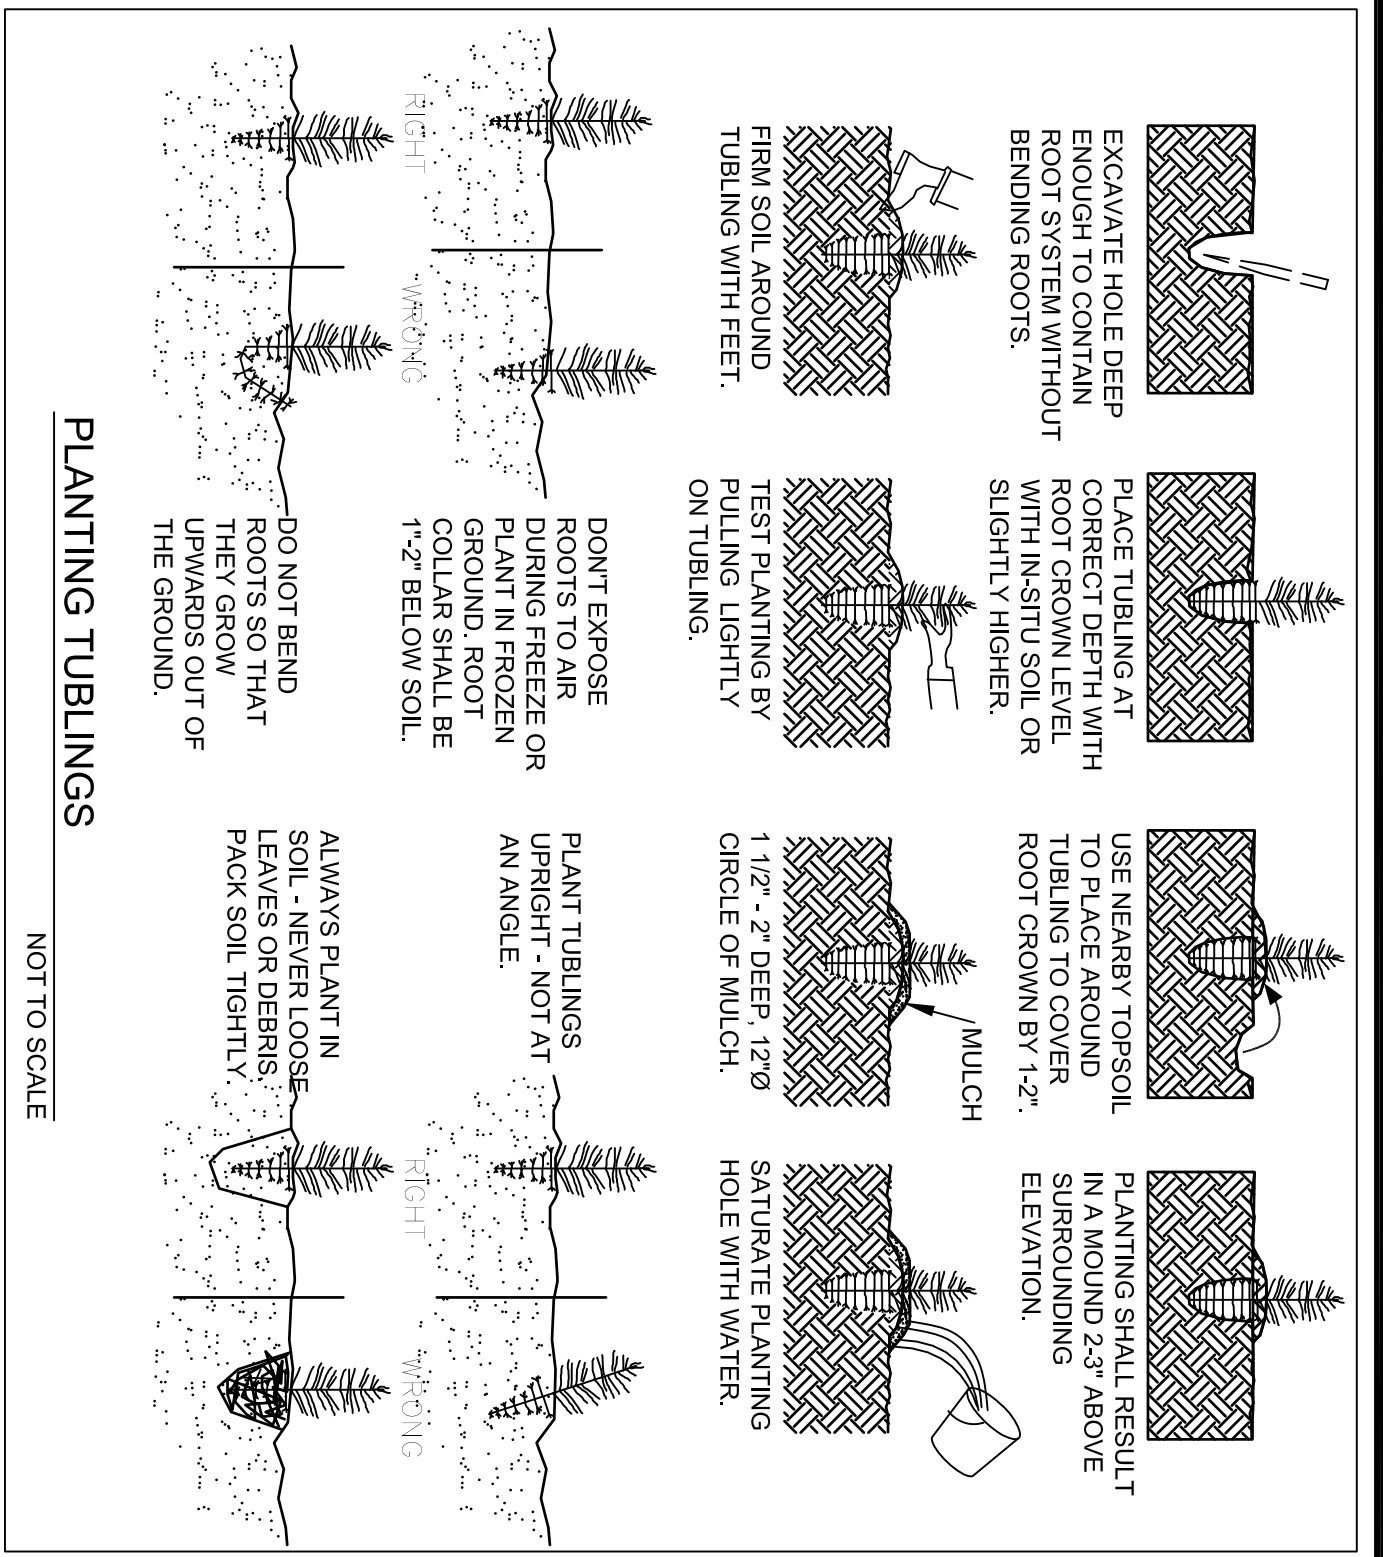 EXCAVATE HOLE DEEP
ENOUGH TO CONTAIN
ROOT SYSTEM WITHOUT
BENDING ROOTS.
PLACE TUBLING AT
CORRECT DEPTH WITH
ROOT CROWN LEVEL
WITH IN-SITU SOIL OR
SLIGHTLY HIGHER.
USE NEARBY TOPSOIL
TO PLACE AROUND
TUBLING TO COVER
ROOT CROWN BY 1-2".
PLANTING SHALL RESULT
IN A MOUND 2-3" ABOVE
SURROUNDING
ELEVATION.
FIRM SOIL AROUND
TUBLING WITH FEET.
TEST PLANTING BY
PULLING LIGHTLY
ON TUBLING.
MULCH
1 1/2" - 2" DEEP, 12"Ø
CIRCLE OF MULCH.
SATURATE PLANTING
HOLE WITH WATER.
RIGHT
WRONG
DON'T EXPOSE
ROOTS TO AIR
DURING FREEZE OR
PLANT IN FROZEN
GROUND. ROOT
COLLAR SHALL BE
1"-2" BELOW SOIL.
PLANT TUBLINGS
UPRIGHT - NOT AT
AN ANGLE.
RIGHT
WRONG
DO NOT BEND
ROOTS SO THAT
THEY GROW
UPWARDS OUT OF
THE GROUND.
ALWAYS PLANT IN
SOIL - NEVER LOOSE
LEAVES OR DEBRIS.
PACK SOIL TIGHTLY.
PLANTING TUBLINGS
NOT TO SCALE